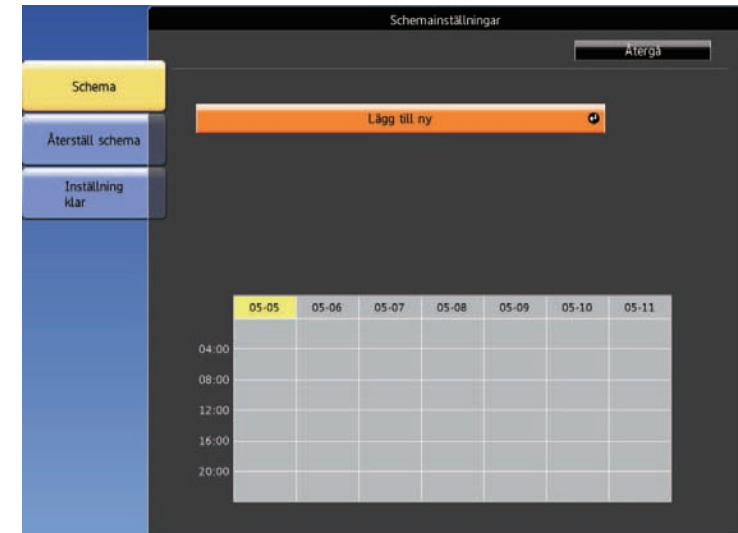 Schemainställningar
Återgå
Schema
Lägg till ny
Återställ schema
Inställning
klar
05-05 05-06 05-07 05-08 05-09 05-10 05-11
04:00
08:00
12:00
16:00
20:00